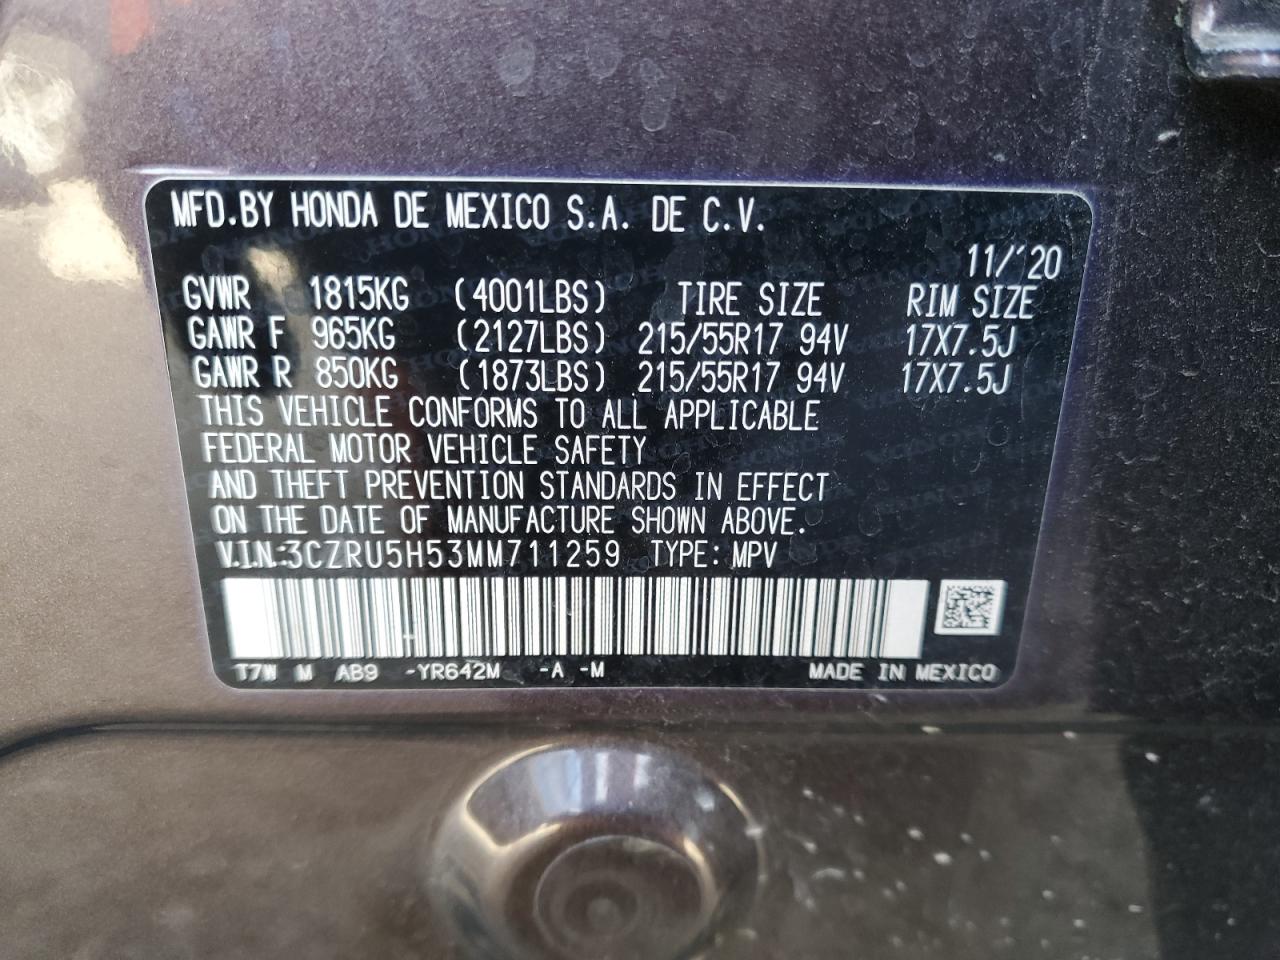 MFD.BY HONDA DE MEXICO S.A. DE C.V.
11/'20
GVWR 1815KG (4001LBS) TIRE SIZE RIM SIZE
GAWR F 965KG (2127LBS) 215/55R17 94V 17X7.5J
GAWR R 850KG (1873LBS) 215/55R17 94V 17X7.5J
THIS VEHICLE CONFORMS TO ALL APPLICABLE
FEDERAL MOTOR VEHICLE SAFETY
AND THEFT PREVENTION STANDARDS IN EFFECT
ON THE DATE OF MANUFACTURE SHOWN ABOVE.
V.I.N.:3CZRU5H53MM711259 TYPE: MPV
T7W M AB9 -YR642M -A -M MADE IN MEXICO